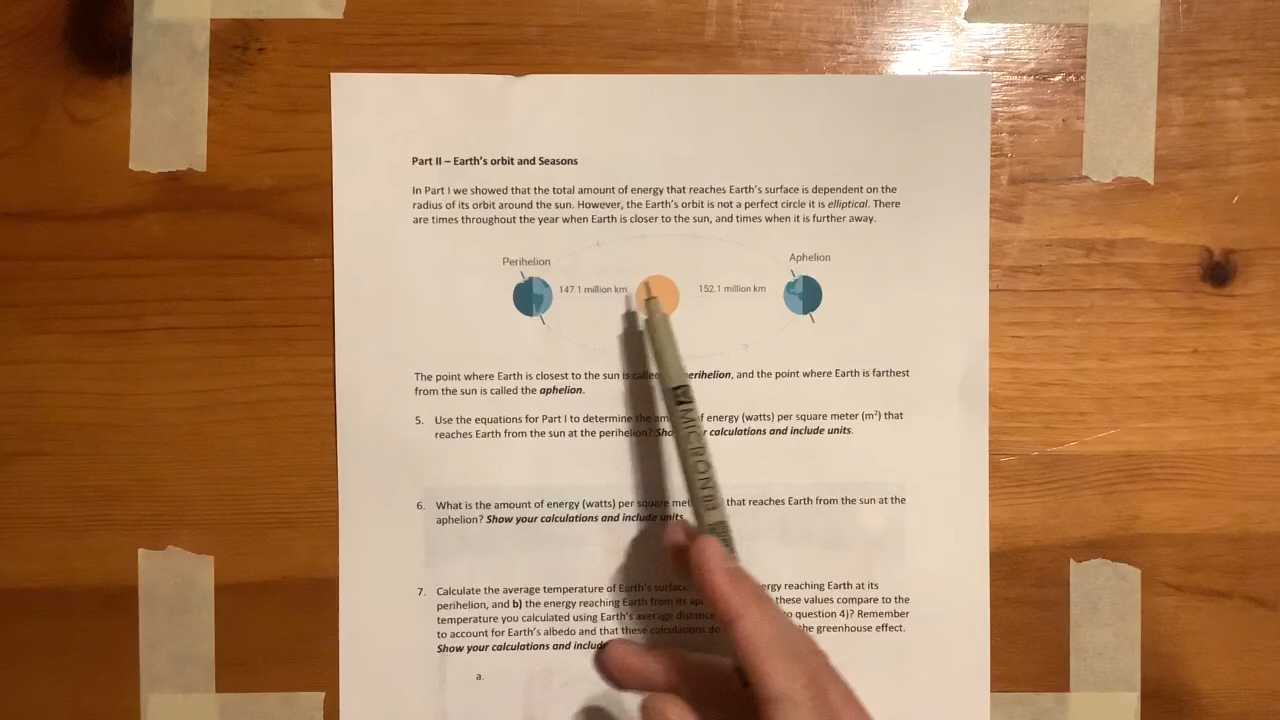 Part II – Earth's orbit and Seasons
In Part I we showed that the total amount of energy that reaches Earth's surface is dependent on the
radius of its orbit around the sun. However, the Earth's orbit is not a perfect circle it is elliptical. There
are times throughout the year when Earth is closer to the sun, and times when it is further away.
Perihelion
Aphelion
147.1 million km
152.1 million km
The point where Earth is closest to the sun is called erihelion, and the point where Earth is farthest
from the sun is called the aphelion.
5. Use the equations for Part I to determine the am of energy (watts) per square meter (m²) that
reaches Earth from the sun at the perihelion? Sho r calculations and include units.
6. What is the amount of energy (watts) per square met that reaches Earth from the sun at the
aphelion? Show your calculations and include units.
7. Calculate the average temperature of Earth's surface ergy reaching Earth at its
perihelion, and b) the energy reaching Earth from its ap these values compare to the
temperature you calculated using Earth's average distance o question 4)? Remember
to account for Earth's albedo and that these calculations do the greenhouse effect.
Show your calculations and include
a.
MICRON